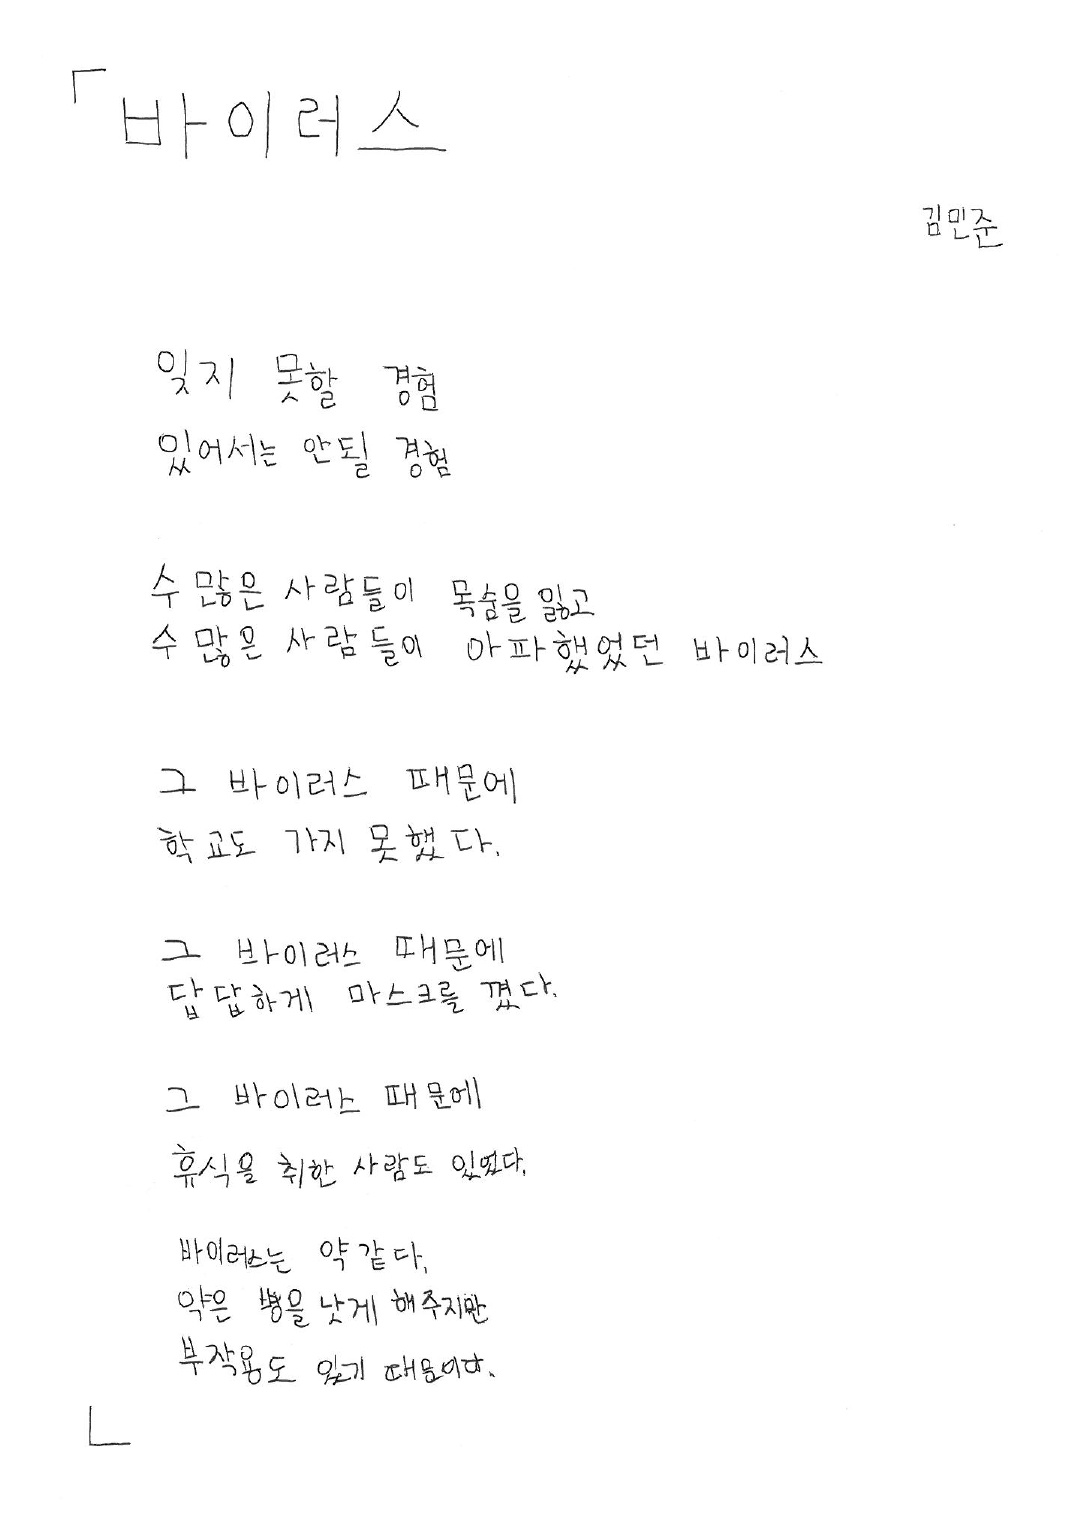 바이러스
김민준
잊지 못할 경험
있어서는 안될 경험
수 많은 사람들이 목숨을 잃고
수 많은 사람들이 아파했었던 바이러스
그 바이러스 때문에
학교도 가지 못했다.
그 바이러스 때문에
답답하게 마스크를 꼈다.
그 바이러스 때문에
휴식을 취한 사람도 있었다.
바이러스는 약 같다.
약은 병을 낫게 해주지만
부작용도 있기 때문이다.